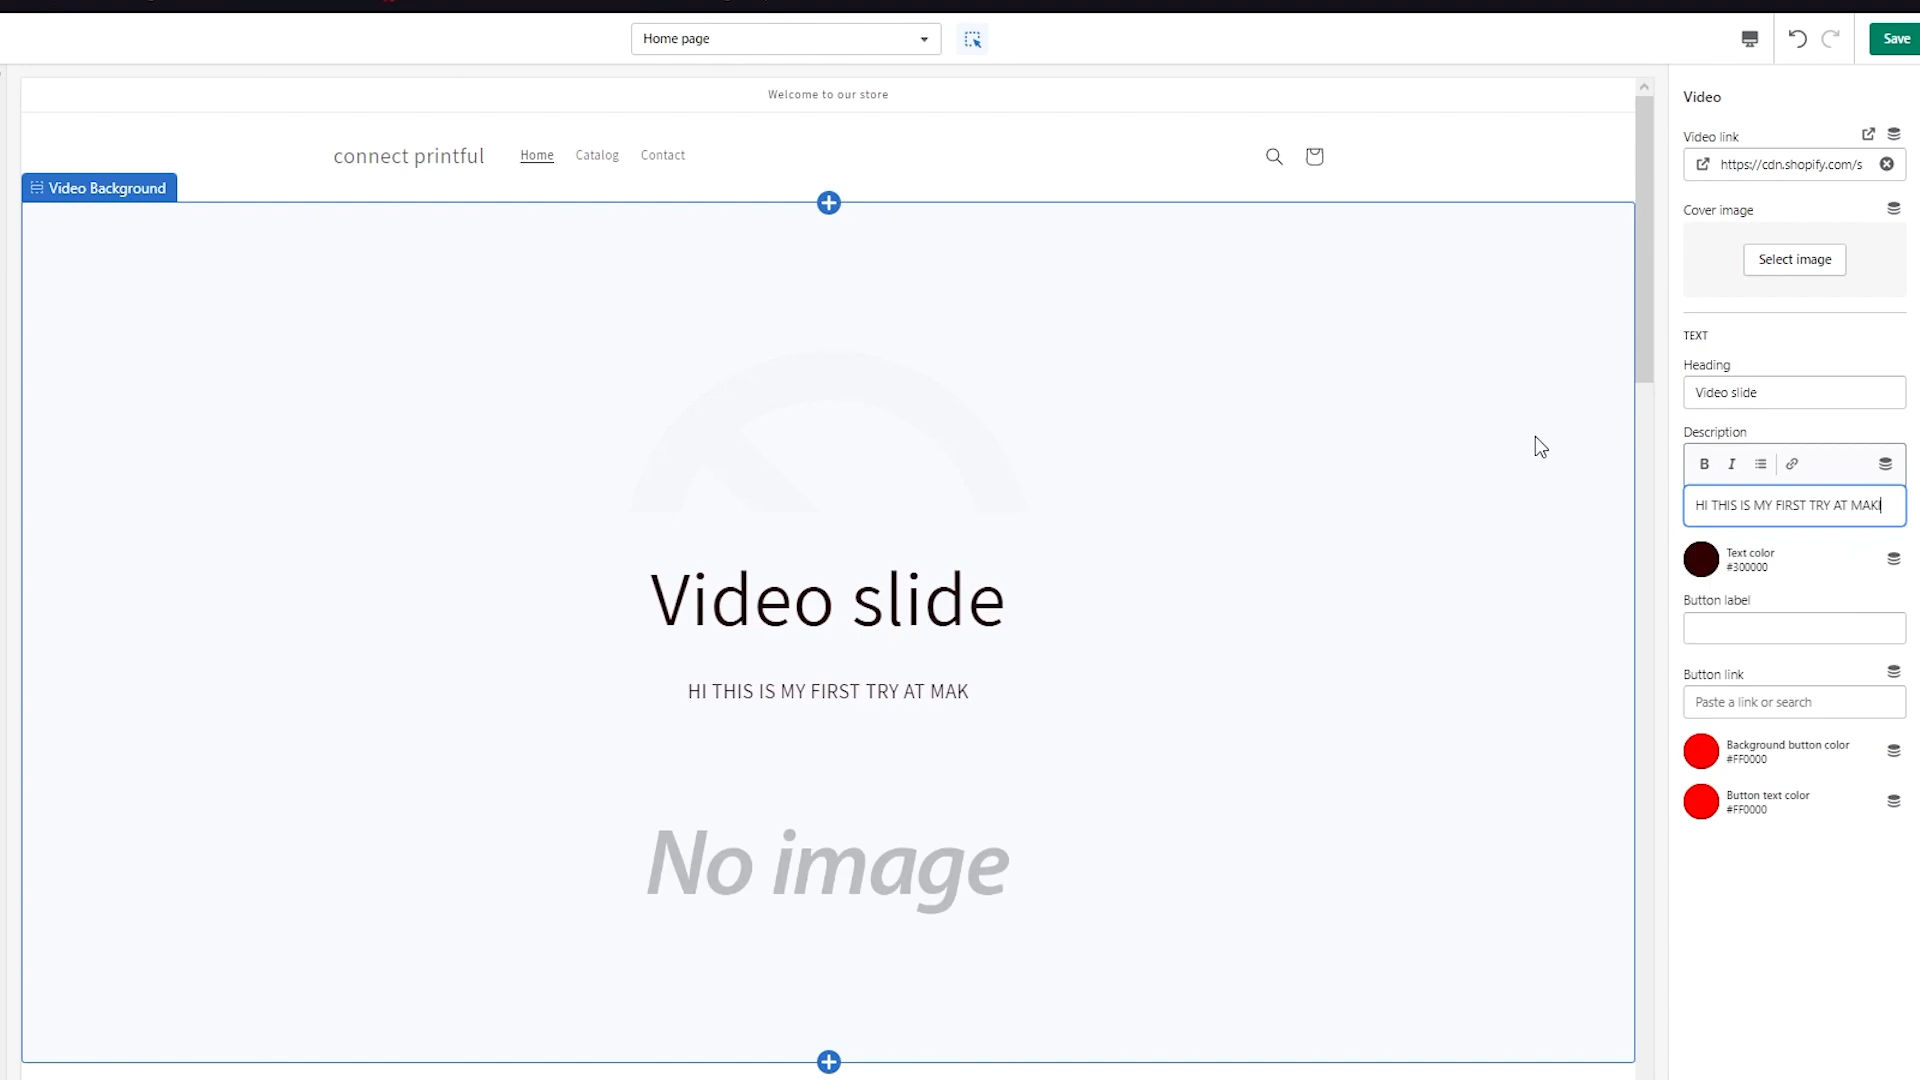 Home page
Save
Welcome to our store
connect printful
Home
Catalog
Contact
Video Background
Video slide
HI THIS IS MY FIRST TRY AT MAK
No image
Video
Video link
https://cdn.shopify.com/s
Cover image
Select image
TEXT
Heading
Video slide
Description
B I
HI THIS IS MY FIRST TRY AT MAKI
Text color
#300000
Button label
Button link
Paste a link or search
Background button color
#FF0000
Button text color
#FF0000